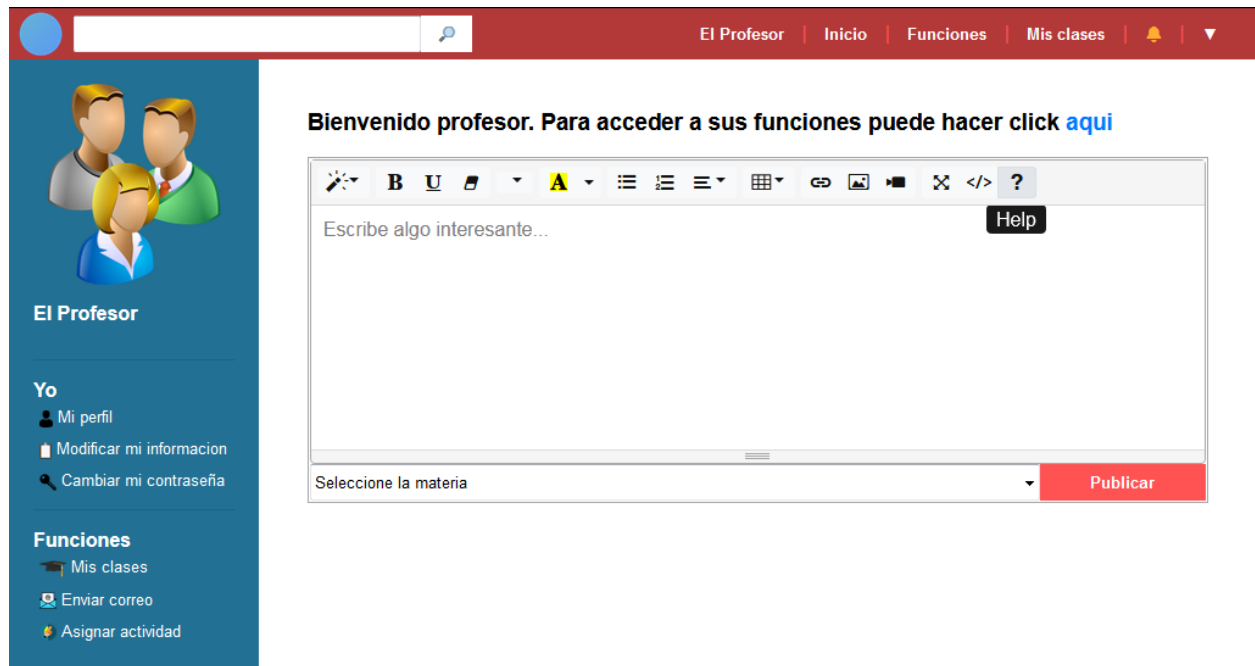 El Profesor | Inicio | Funciones | Mis clases | ▼
Bienvenido profesor. Para acceder a sus funciones puede hacer click aqui
B U A </> ?
Help
Escribe algo interesante...
Seleccione la materia
Publicar
El Profesor
Yo
Mi perfil
Modificar mi informacion
Cambiar mi contraseña
Funciones
Mis clases
Enviar correo
Asignar actividad